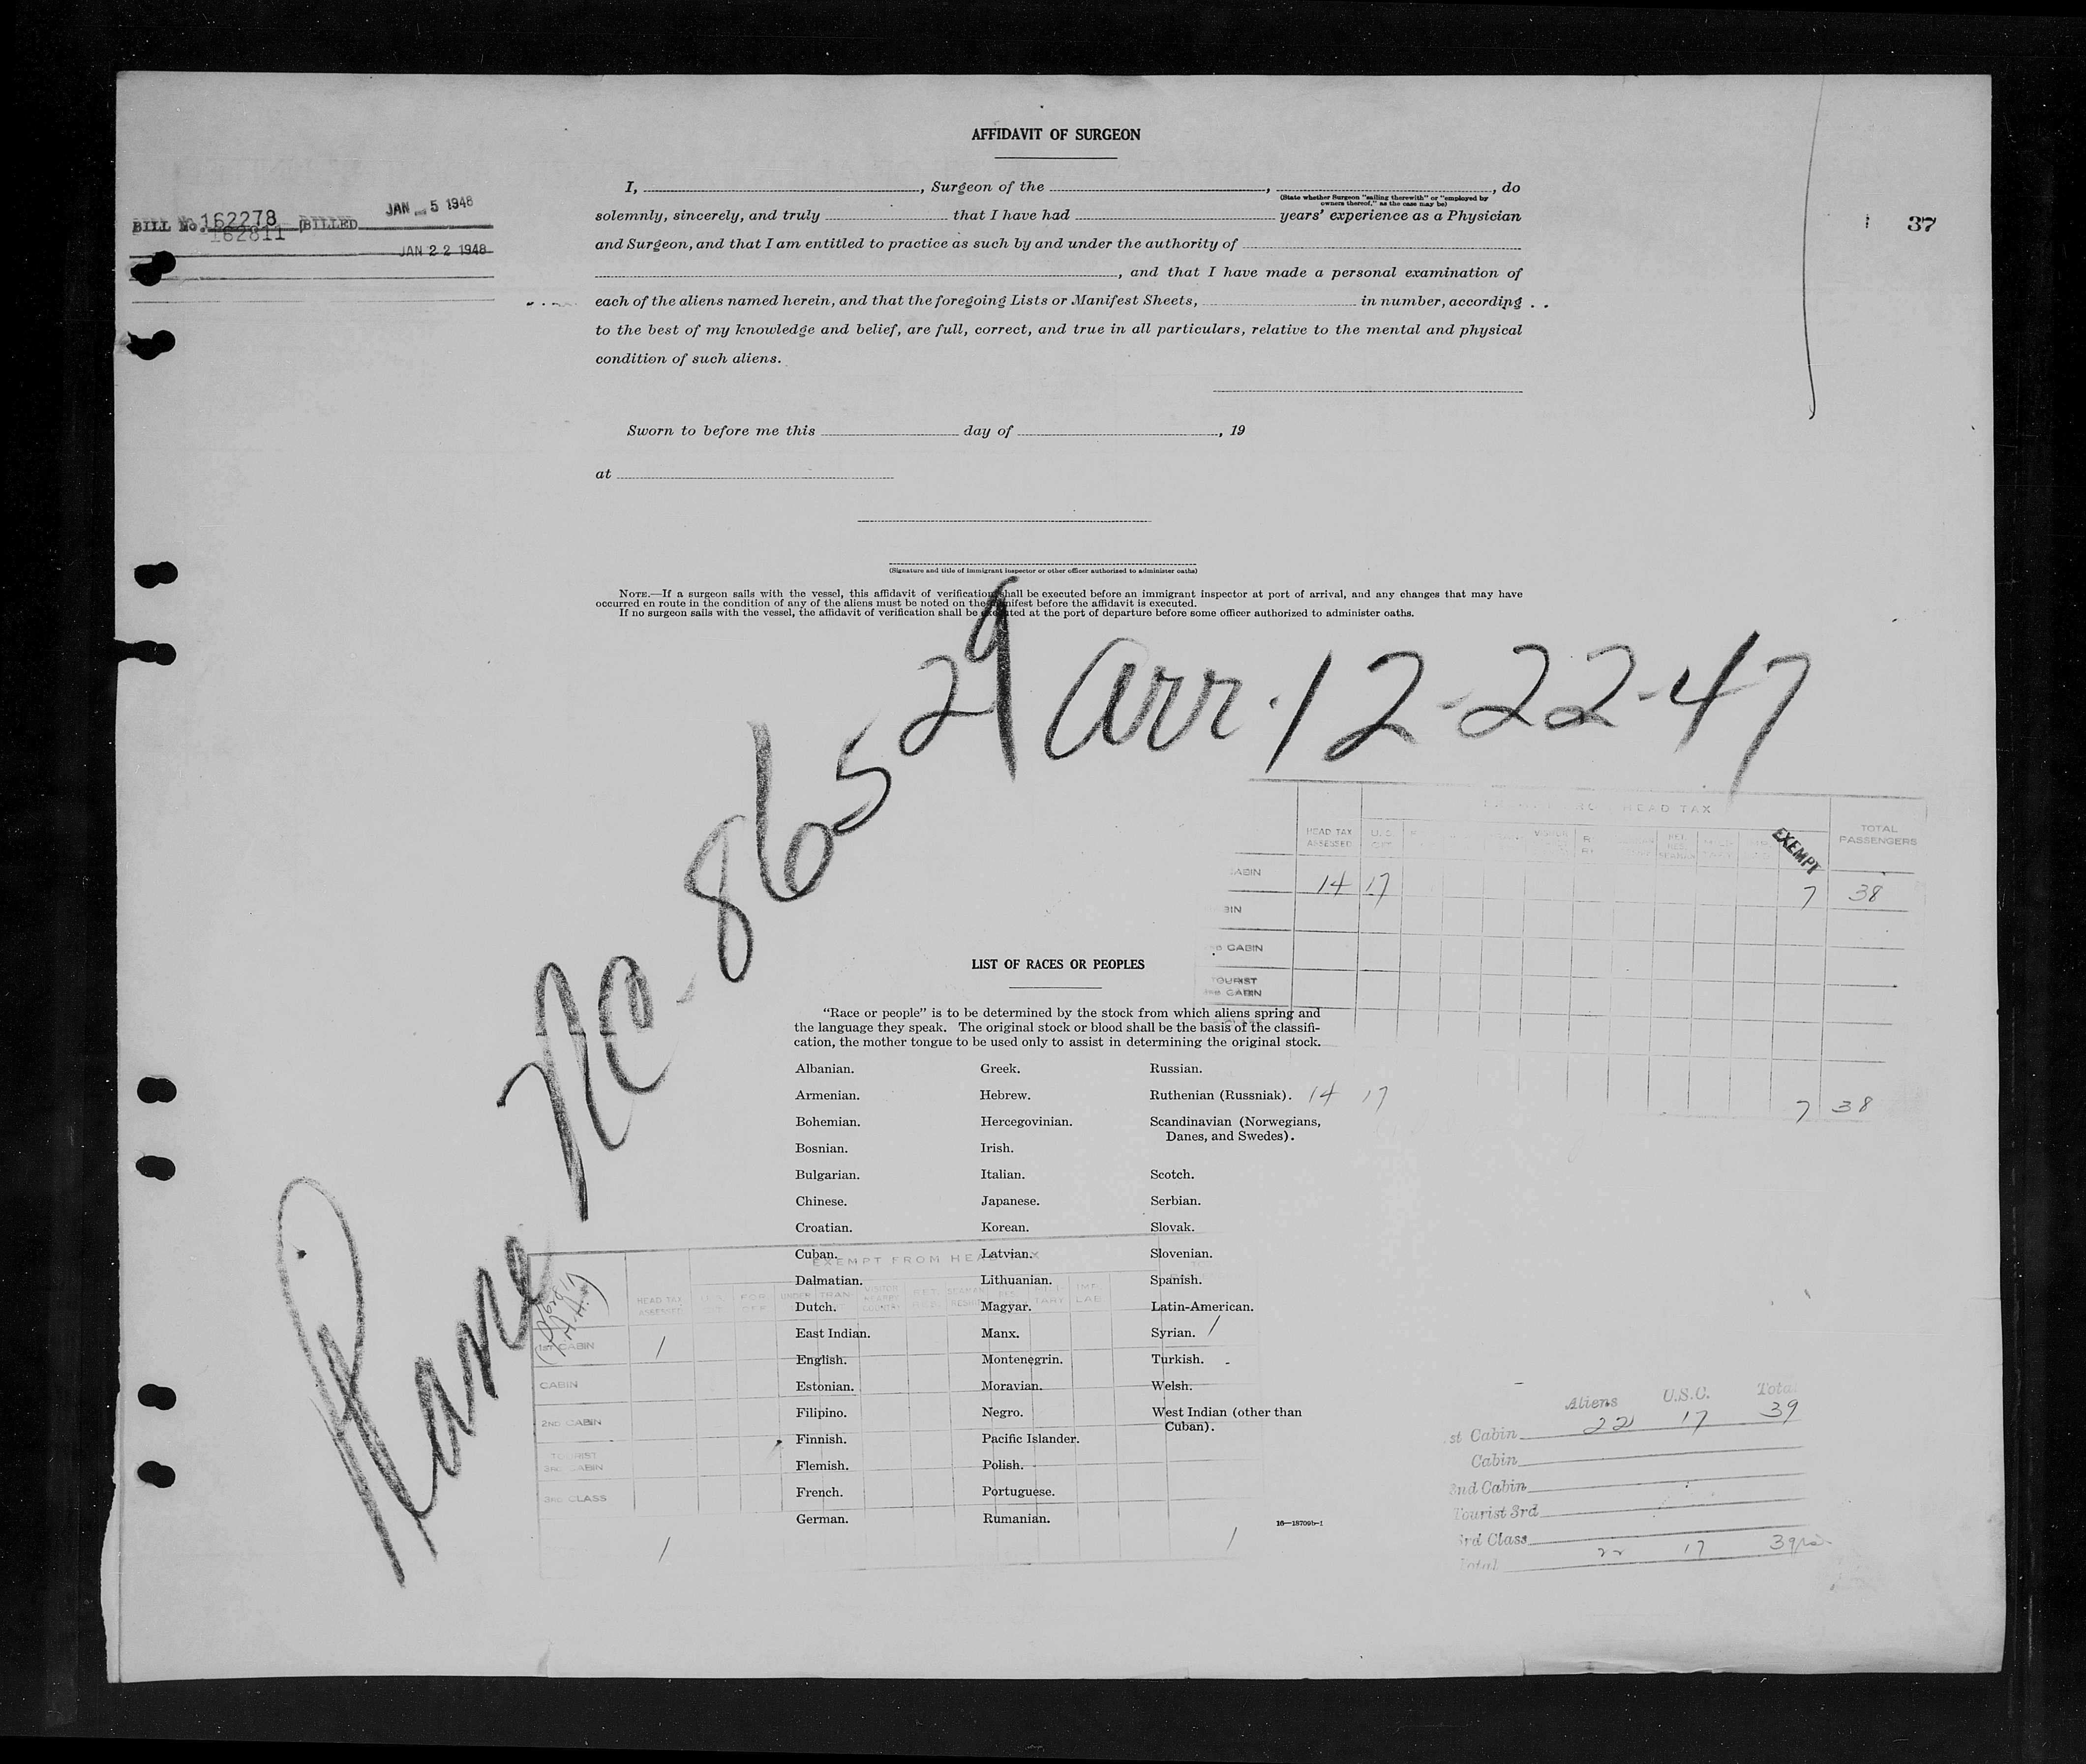 AFFIDAVIT OF SURGEON
I, , Surgeon of the , , do
(State whether Surgeon "sailing therewith" or "employed by owners thereof," as the case may be)
solemnly, sincerely, and truly that I have had years' experience as a Physician
and Surgeon, and that I am entitled to practice as such by and under the authority of
, and that I have made a personal examination of
each of the aliens named herein, and that the foregoing Lists or Manifest Sheets, in number, according
to the best of my knowledge and belief, are full, correct, and true in all particulars, relative to the mental and physical
condition of such aliens.
BILL No. 162278 BILLED JAN - 5 1948
162811 JAN 22 1948
37
Sworn to before me this day of , 19
at
(Signature and title of immigrant inspector or other officer authorized to administer oaths)
NOTE.—If a surgeon sails with the vessel, this affidavit of verification shall be executed before an immigrant inspector at port of arrival, and any changes that may have
occurred en route in the condition of any of the aliens must be noted on the manifest before the affidavit is executed.
If no surgeon sails with the vessel, the affidavit of verification shall be executed at the port of departure before some officer authorized to administer oaths.
Plane NC-86529 arr. 12-22-47
HEAD TAX
HEAD TAX ASSESSED
EXEMPT
TOTAL PASSENGERS
CABIN 14 17 7 38
CABIN
TOURIST
CABIN
14 17 7 38
LIST OF RACES OR PEOPLES
"Race or people" is to be determined by the stock from which aliens spring and
the language they speak. The original stock or blood shall be the basis of the classifi-
cation, the mother tongue to be used only to assist in determining the original stock.
Albanian. Greek. Russian.
Armenian. Hebrew. Ruthenian (Russniak).
Bohemian. Hercegovinian. Scandinavian (Norwegians,
Danes, and Swedes).
Bosnian. Irish.
Bulgarian. Italian. Scotch.
Chinese. Japanese. Serbian.
Croatian. Korean. Slovak.
Cuban. Latvian. Slovenian.
Dalmatian. Lithuanian. Spanish.
Dutch. Magyar. Latin-American.
East Indian. Manx. Syrian.
English. Montenegrin. Turkish.
Estonian. Moravian. Welsh.
Filipino. Negro. West Indian (other than
Cuban).
Finnish. Pacific Islander.
Flemish. Polish.
French. Portuguese.
German. Rumanian.
16—18709b-1
EXEMPT FROM HEAD TAX
HEAD TAX ASSESSED
1ST CABIN 1 1
CABIN
2ND CABIN
TOURIST
3RD CABIN
3RD CLASS
1 1
Aliens U.S.C. Total
st Cabin 22 17 39
Cabin
2nd Cabin
Tourist 3rd
3rd Class
Total 22 17 39